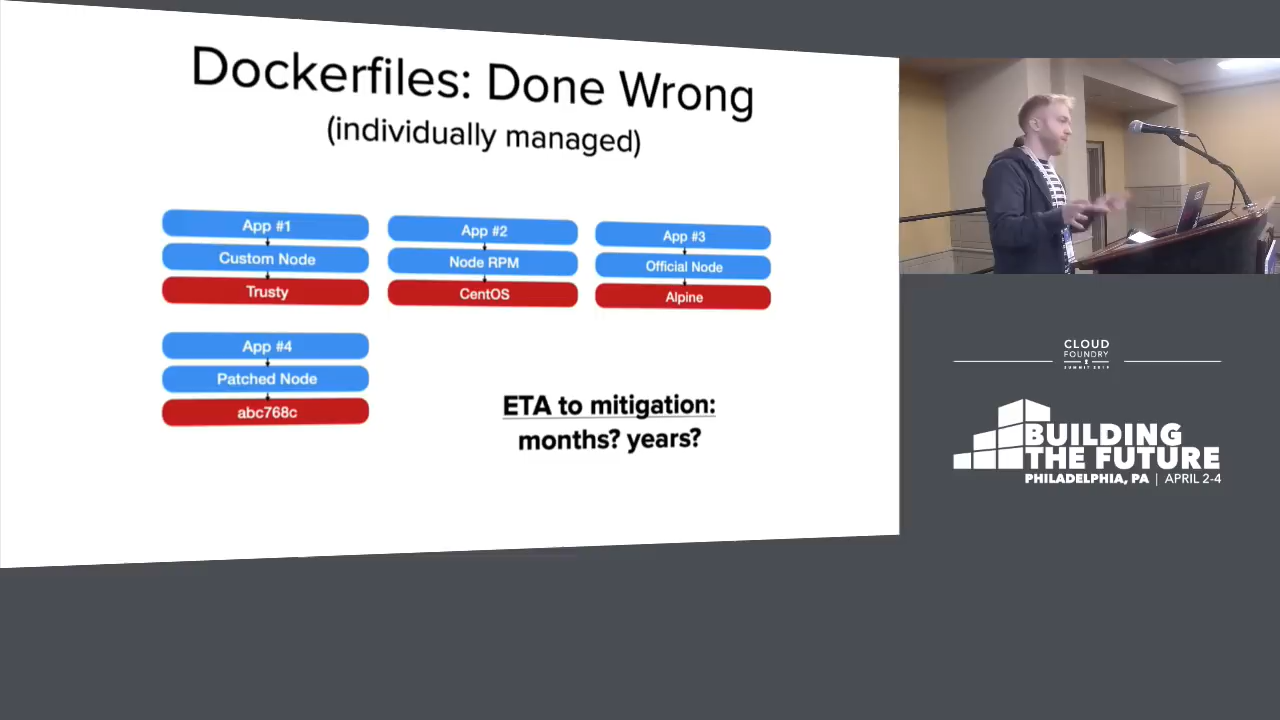 Dockerfiles: Done Wrong
(individually managed)
App #1
Custom Node
Trusty
App #2
Node RPM
CentOS
App #3
Official Node
Alpine
App #4
Patched Node
abc768c
ETA to mitigation:
months? years?
CLOUD
FOUNDRY
SUMMIT 2019
BUILDING
THE FUTURE
PHILADELPHIA, PA | APRIL 2-4